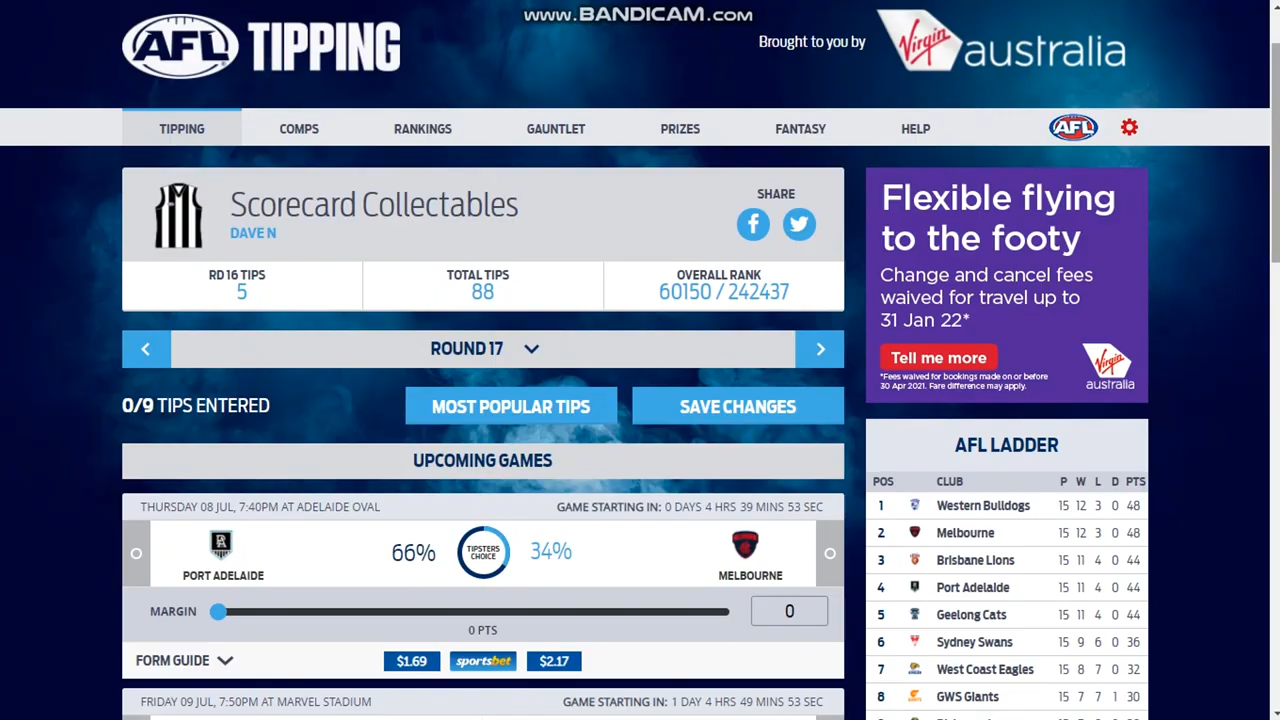 www.BANDICAM.com
AFL TIPPING
Brought to you by
Virgin australia
TIPPING
COMPS
RANKINGS
GAUNTLET
PRIZES
FANTASY
HELP
AFL
Scorecard Collectables
DAVE N
SHARE
RD 16 TIPS
5
TOTAL TIPS
88
OVERALL RANK
60150 / 242437
ROUND 17
0/9 TIPS ENTERED
MOST POPULAR TIPS
SAVE CHANGES
UPCOMING GAMES
THURSDAY 08 JUL, 7:40PM AT ADELAIDE OVAL
GAME STARTING IN: 0 DAYS 4 HRS 39 MINS 53 SEC
PORT ADELAIDE
66%
TIPSTERS
CHOICE
34%
MELBOURNE
MARGIN
0 PTS
0
FORM GUIDE
$1.69
sportsbet
$2.17
FRIDAY 09 JUL, 7:50PM AT MARVEL STADIUM
GAME STARTING IN: 1 DAY 4 HRS 49 MINS 53 SEC
Flexible flying
to the footy
Change and cancel fees
waived for travel up to
31 Jan 22*
Tell me more
*Fees waived for bookings made on or before
30 Apr 2021. Fare difference may apply.
Virgin
australia
AFL LADDER
POS CLUB P W L D PTS
1 Western Bulldogs 15 12 3 0 48
2 Melbourne 15 12 3 0 48
3 Brisbane Lions 15 11 4 0 44
4 Port Adelaide 15 11 4 0 44
5 Geelong Cats 15 11 4 0 44
6 Sydney Swans 15 9 6 0 36
7 West Coast Eagles 15 8 7 0 32
8 GWS Giants 15 7 7 1 30